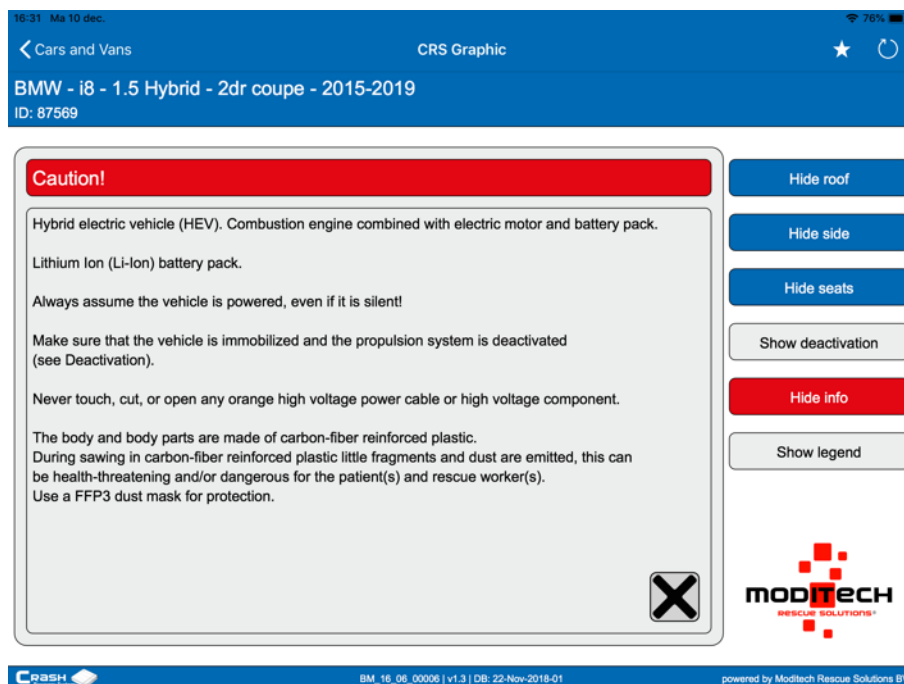 16:31 Ma 10 dec.
76%
Cars and Vans
CRS Graphic
BMW - i8 - 1.5 Hybrid - 2dr coupe - 2015-2019
ID: 87569
Caution!
Hybrid electric vehicle (HEV). Combustion engine combined with electric motor and battery pack.
Lithium Ion (Li-Ion) battery pack.
Always assume the vehicle is powered, even if it is silent!
Make sure that the vehicle is immobilized and the propulsion system is deactivated
(see Deactivation).
Never touch, cut, or open any orange high voltage power cable or high voltage component.
The body and body parts are made of carbon-fiber reinforced plastic.
During sawing in carbon-fiber reinforced plastic little fragments and dust are emitted, this can
be health-threatening and/or dangerous for the patient(s) and rescue worker(s).
Use a FFP3 dust mask for protection.
Hide roof
Hide side
Hide seats
Show deactivation
Hide info
Show legend
MODITECH
RESCUE SOLUTIONS®
CRASH
BM_16_06_00006 | v1.3 | DB: 22-Nov-2018-01
powered by Moditech Rescue Solutions B